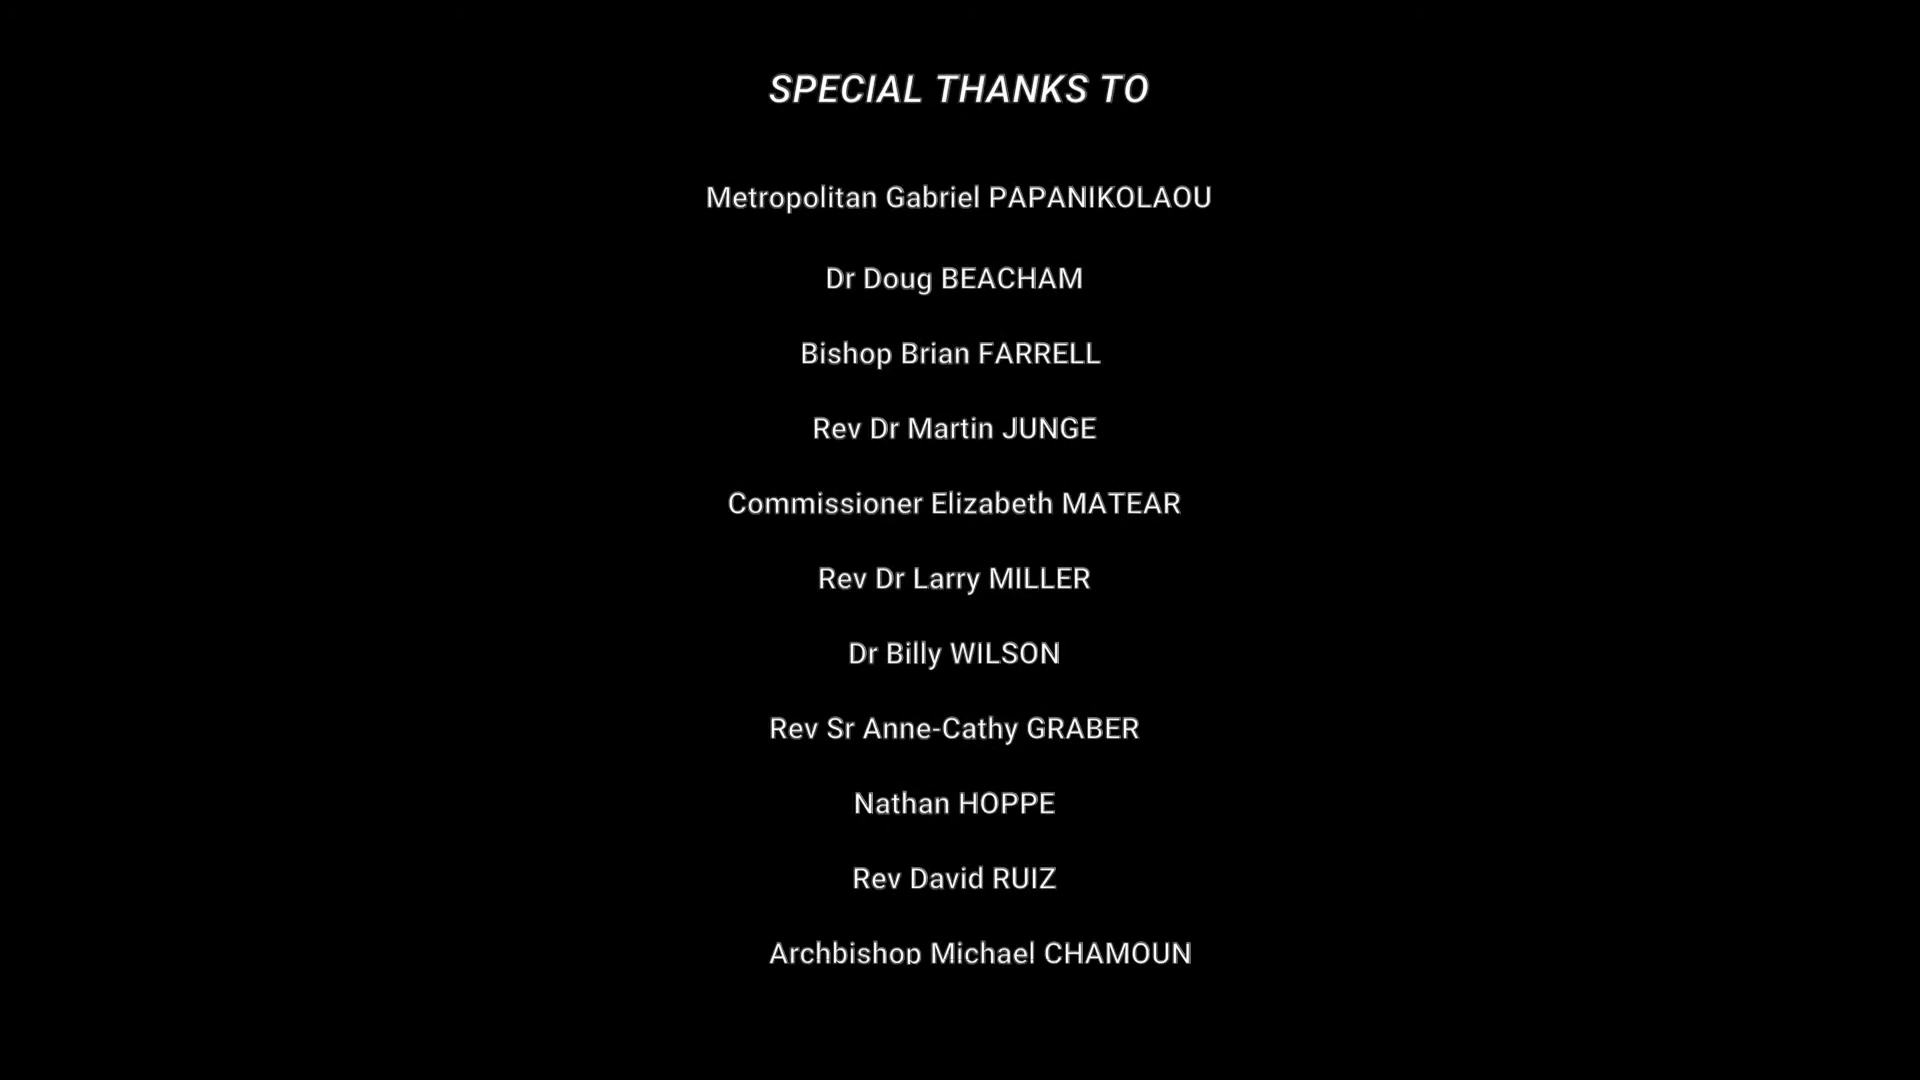 SPECIAL THANKS TO
Metropolitan Gabriel PAPANIKOLAOU
Dr Doug BEACHAM
Bishop Brian FARRELL
Rev Dr Martin JUNGE
Commissioner Elizabeth MATEAR
Rev Dr Larry MILLER
Dr Billy WILSON
Rev Sr Anne-Cathy GRABER
Nathan HOPPE
Rev David RUIZ
Archbishop Michael CHAMOUN